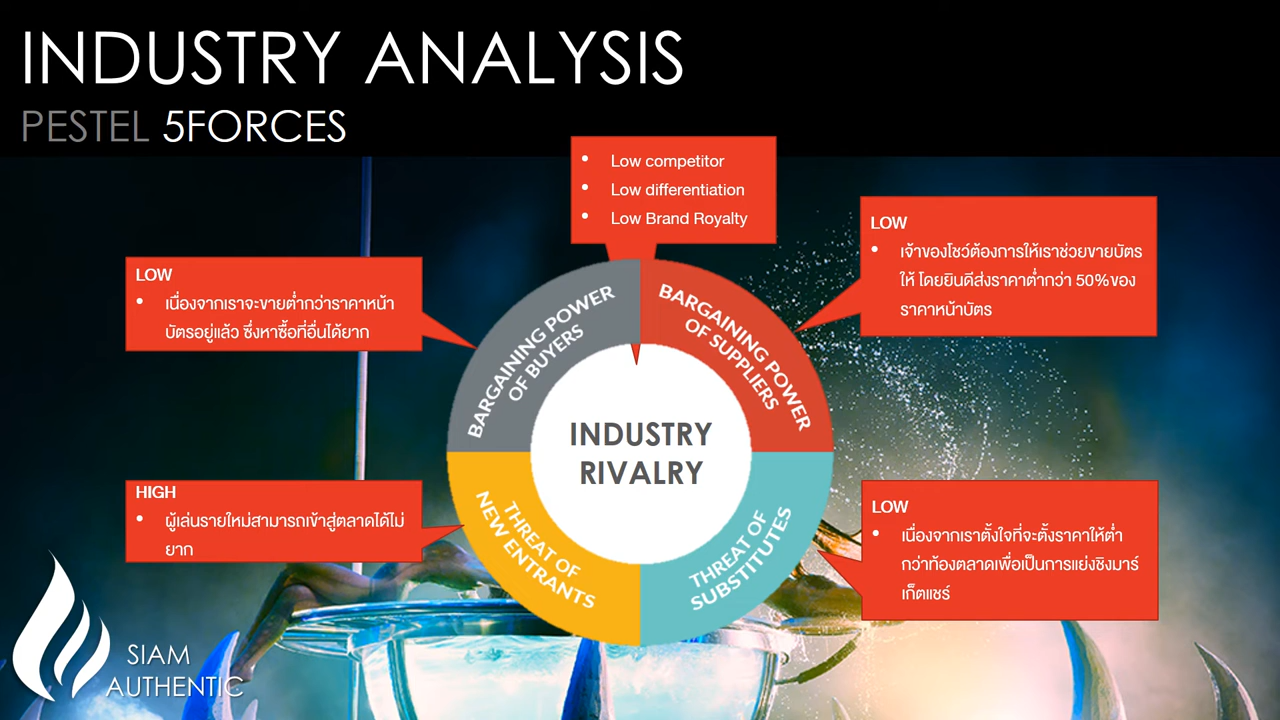 INDUSTRY ANALYSIS
PESTEL 5FORCES
• Low competitor
• Low differentiation
• Low Brand Royalty
LOW
• เนื่องจากเราจะขายต่ำกว่าราคาหน้า
บัตรอยู่แล้ว ซึ่งหาซื้อที่อื่นได้ยาก
LOW
• เจ้าของโชว์ต้องการให้เราช่วยขายบัตร
ให้ โดยยินดีส่งราคาต่ำกว่า 50%ของ
ราคาหน้าบัตร
BARGAINING POWER
OF BUYERS
BARGAINING POWER
OF SUPPLIERS
INDUSTRY
RIVALRY
HIGH
• ผู้เล่นรายใหม่สามารถเข้าสู่ตลาดได้ไม่
ยาก
THREAT OF
NEW ENTRANTS
THREAT OF
SUBSTITUTES
LOW
• เนื่องจากเราตั้งใจที่จะตั้งราคาให้ต่ำ
กว่าท้องตลาดเพื่อเป็นการแย่งชิงมาร์
เก็ตแชร์
SIAM
AUTHENTIC